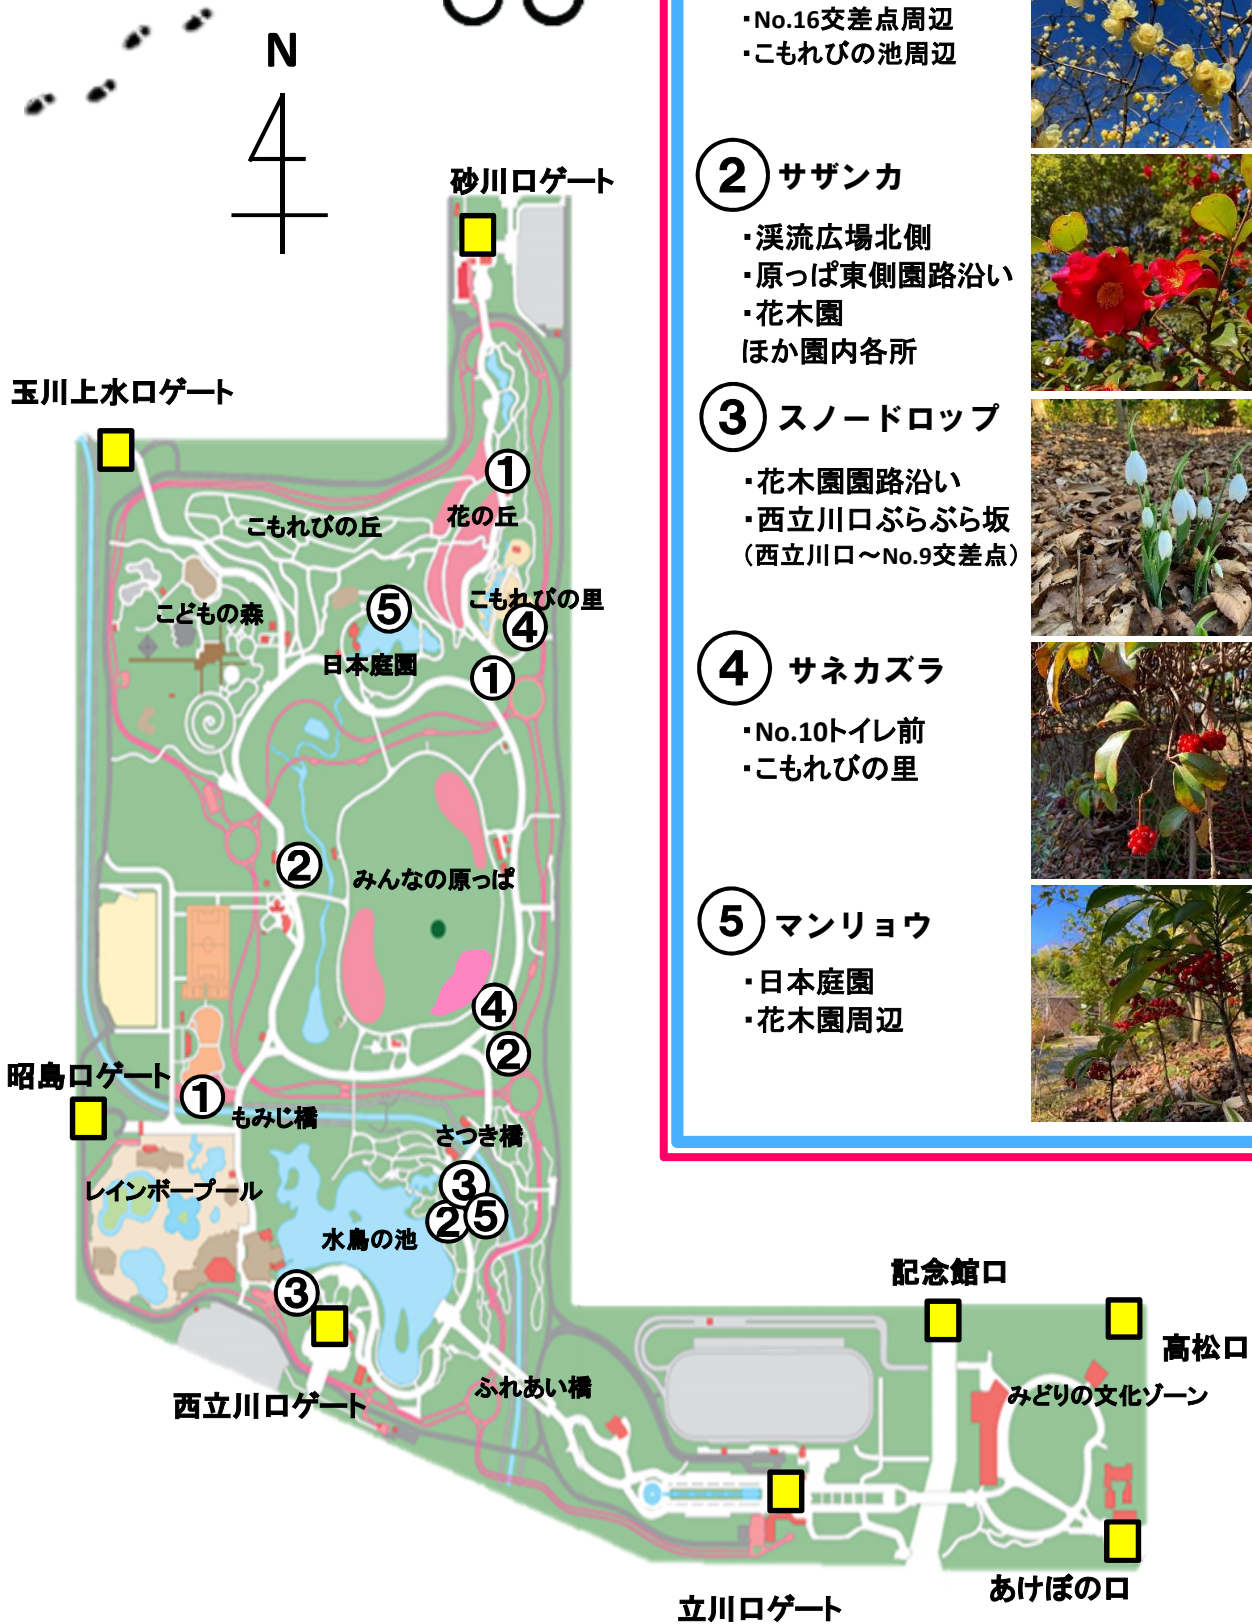 N
・No.16交差点周辺
・こもれびの池周辺
② サザンカ
・渓流広場北側
・原っぱ東側園路沿い
・花木園
ほか園内各所
③ スノードロップ
・花木園園路沿い
・西立川口ぶらぶら坂
（西立川口～No.9交差点）
④ サネカズラ
・No.10トイレ前
・こもれびの里
⑤ マンリョウ
・日本庭園
・花木園周辺
砂川口ゲート
玉川上水口ゲート
①
こもれびの丘
花の丘
こもれびの里
⑤
こどもの森
④
日本庭園
①
②
みんなの原っぱ
④
②
昭島口ゲート
①
もみじ橋
さつき橋
③
レインボープール
②
⑤
水鳥の池
③
記念館口
高松口
西立川口ゲート
ふれあい橋
みどりの文化ゾーン
あけぼの口
立川口ゲート